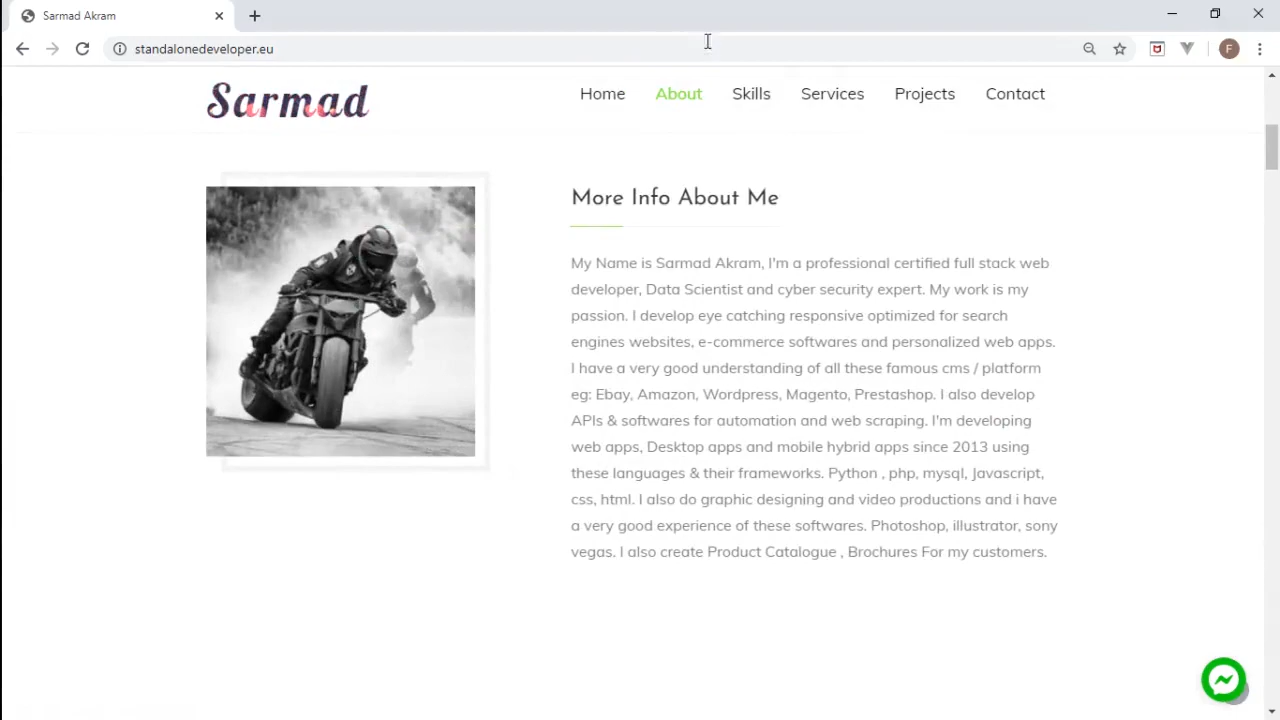 Sarmad Akram
standalonedeveloper.eu
F
Sarmad
Home About Skills Services Projects Contact
More Info About Me
My Name is Sarmad Akram, I'm a professional certified full stack web
developer, Data Scientist and cyber security expert. My work is my
passion. I develop eye catching responsive optimized for search
engines websites, e-commerce softwares and personalized web apps.
I have a very good understanding of all these famous cms / platform
eg: Ebay, Amazon, Wordpress, Magento, Prestashop. I also develop
APIs & softwares for automation and web scraping. I'm developing
web apps, Desktop apps and mobile hybrid apps since 2013 using
these languages & their frameworks. Python , php, mysql, Javascript,
css, html. I also do graphic designing and video productions and i have
a very good experience of these softwares. Photoshop, illustrator, sony
vegas. I also create Product Catalogue , Brochures For my customers.